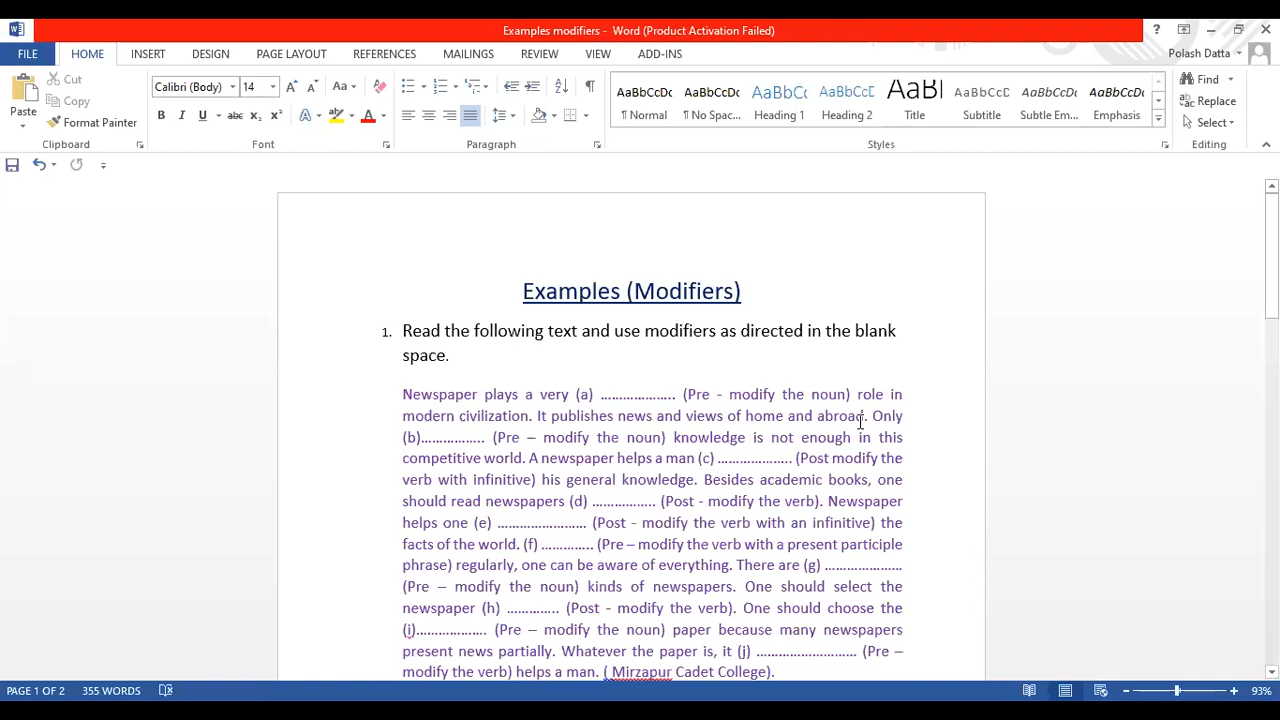 Examples modifiers - Word (Product Activation Failed)
FILE HOME INSERT DESIGN PAGE LAYOUT REFERENCES MAILINGS REVIEW VIEW ADD-INS Polash Datta
Paste
Cut
Copy
Format Painter
Calibri (Body) 14
AaBbCcDc AaBbCcDc AaBbCc AaBbCcD AaBl AaBbCcD AaBbCcDc AaBbCcDc
¶ Normal ¶ No Spac... Heading 1 Heading 2 Title Subtitle Subtle Em... Emphasis
Find
Replace
Select
Clipboard Font Paragraph Styles Editing
Examples (Modifiers)
1. Read the following text and use modifiers as directed in the blank
space.
Newspaper plays a very (a) ……………….. (Pre - modify the noun) role in
modern civilization. It publishes news and views of home and abroad. Only
(b)…………….. (Pre – modify the noun) knowledge is not enough in this
competitive world. A newspaper helps a man (c) ……………….. (Post modify the
verb with infinitive) his general knowledge. Besides academic books, one
should read newspapers (d) …………….. (Post - modify the verb). Newspaper
helps one (e) …………………… (Post - modify the verb with an infinitive) the
facts of the world. (f) ………….. (Pre – modify the verb with a present participle
phrase) regularly, one can be aware of everything. There are (g) …………………
(Pre – modify the noun) kinds of newspapers. One should select the
newspaper (h) ………….. (Post - modify the verb). One should choose the
(i)………………. (Pre – modify the noun) paper because many newspapers
present news partially. Whatever the paper is, it (j) ……………………… (Pre –
modify the verb) helps a man. ( Mirzapur Cadet College).
PAGE 1 OF 2 355 WORDS 93%